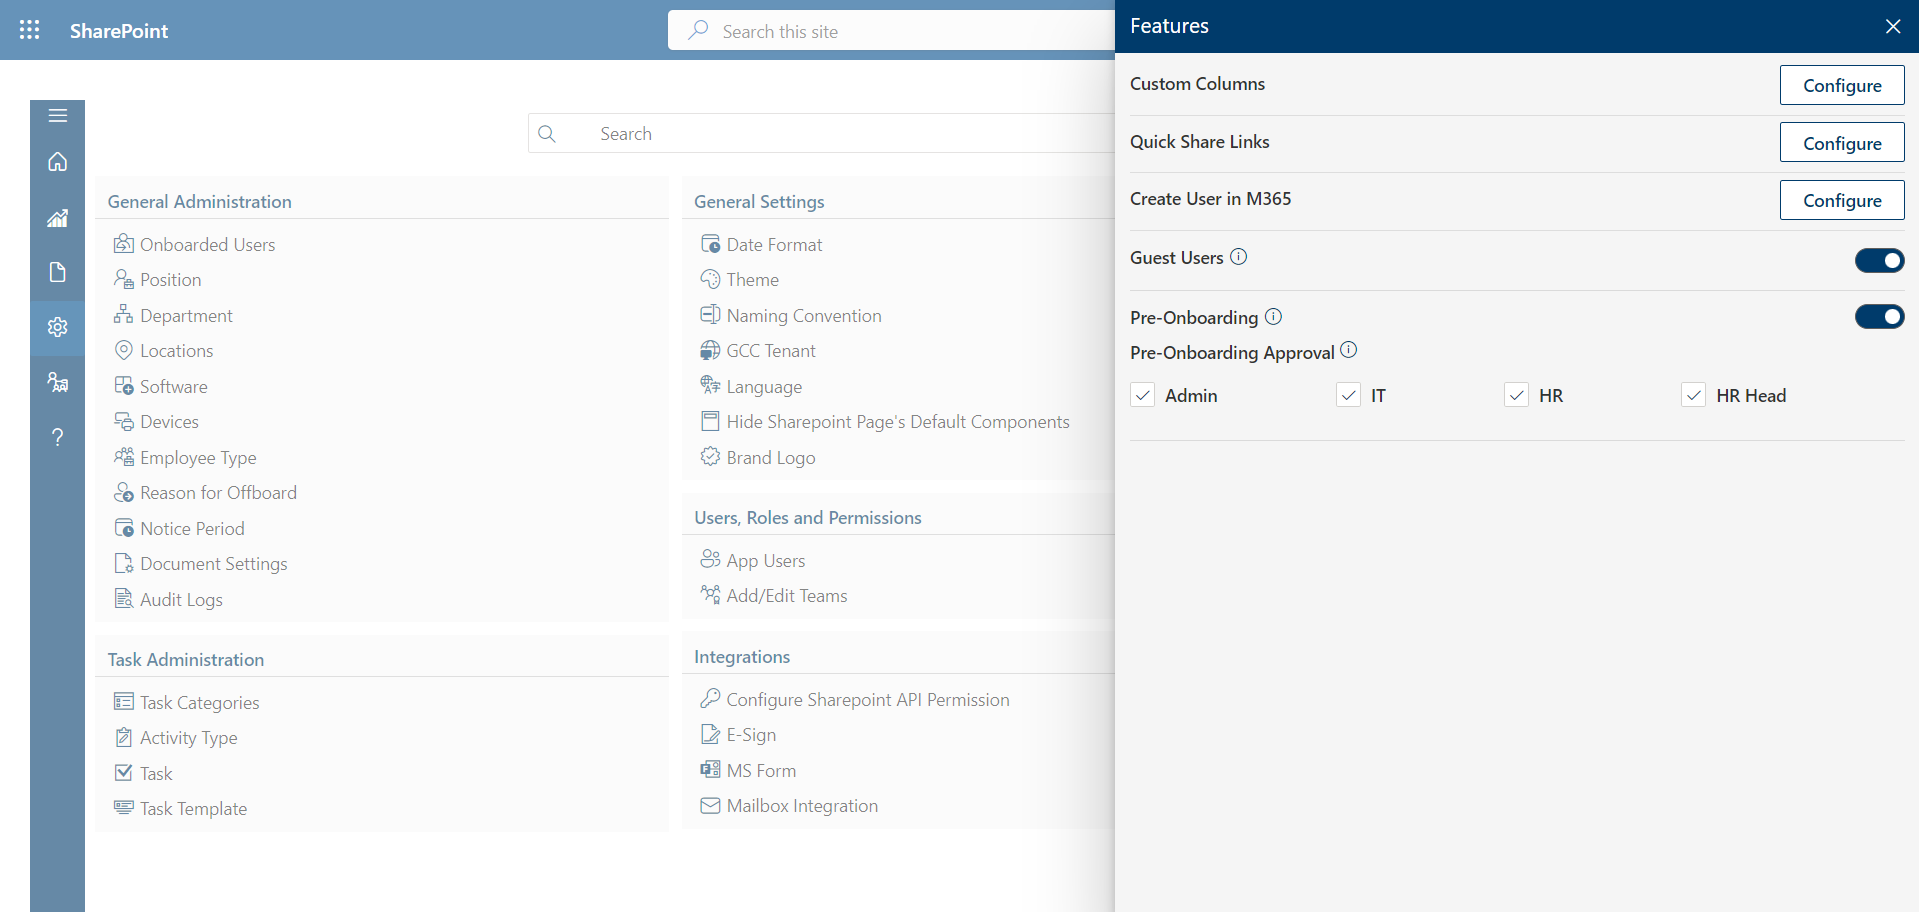 SharePoint
Search this site
Search
General Administration
Onboarded Users
Position
Department
Locations
Software
Devices
Employee Type
Reason for Offboard
Notice Period
Document Settings
Audit Logs
Task Administration
Task Categories
Activity Type
Task
Task Template
General Settings
Date Format
Theme
Naming Convention
GCC Tenant
Language
Hide Sharepoint Page's Default Components
Brand Logo
Users, Roles and Permissions
App Users
Add/Edit Teams
Integrations
Configure Sharepoint API Permission
E-Sign
MS Form
Mailbox Integration
Features
Custom Columns
Configure
Quick Share Links
Configure
Create User in M365
Configure
Guest Users
Pre-Onboarding
Pre-Onboarding Approval
Admin IT HR HR Head